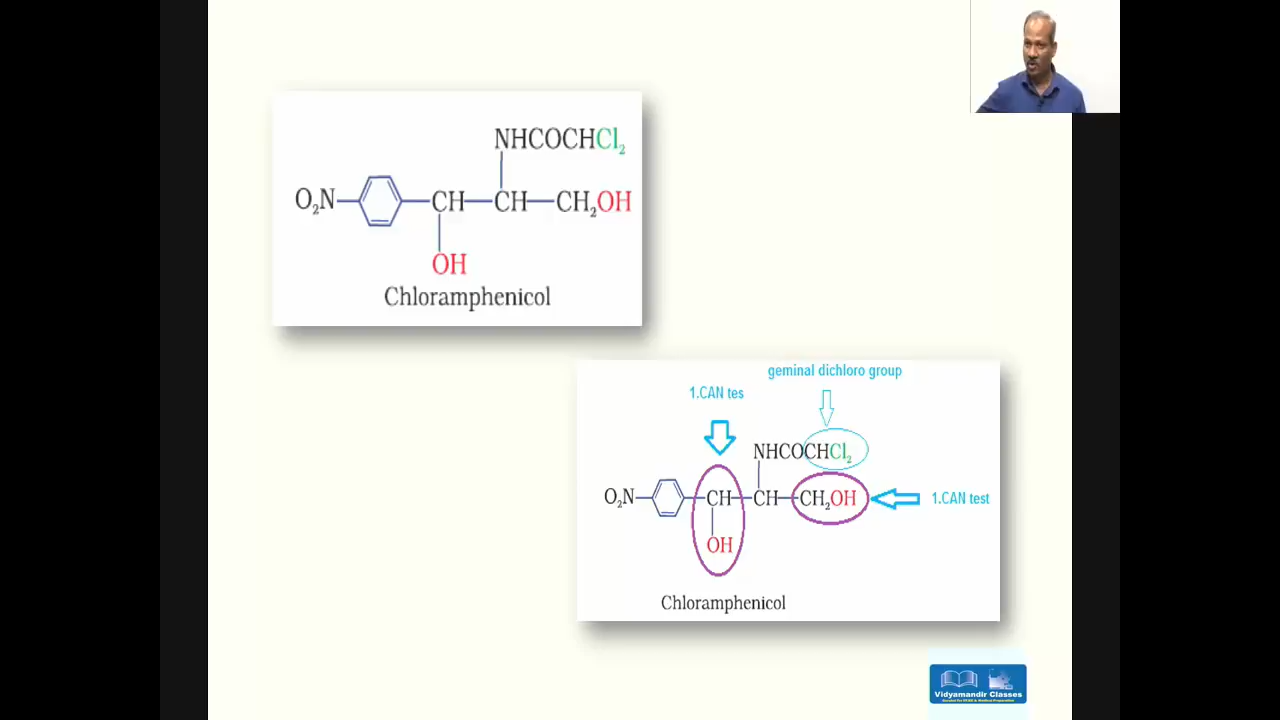 NHCOCHCl₂
O₂N CH CH CH₂OH
OH
Chloramphenicol
geminal dichloro group
1.CAN tes
NHCOCHCl₂
O₂N CH CH CH₂OH
1.CAN test
OH
Chloramphenicol
Vidyamandir Classes